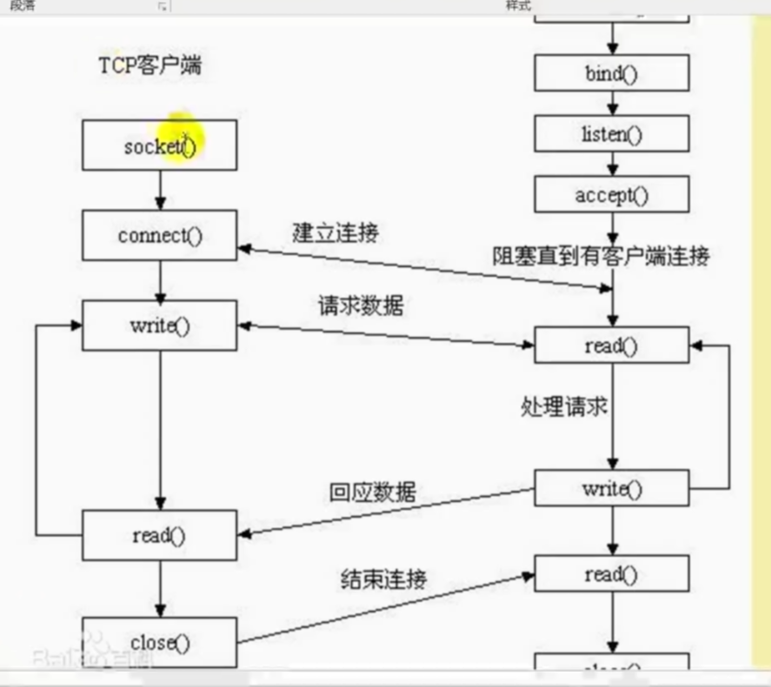 段落
样式
TCP客户端
socket()
connect()
write()
read()
close()
建立连接
请求数据
回应数据
结束连接
bind()
listen()
accept()
阻塞直到有客户端连接
read()
处理请求
write()
read()
Baidu百科